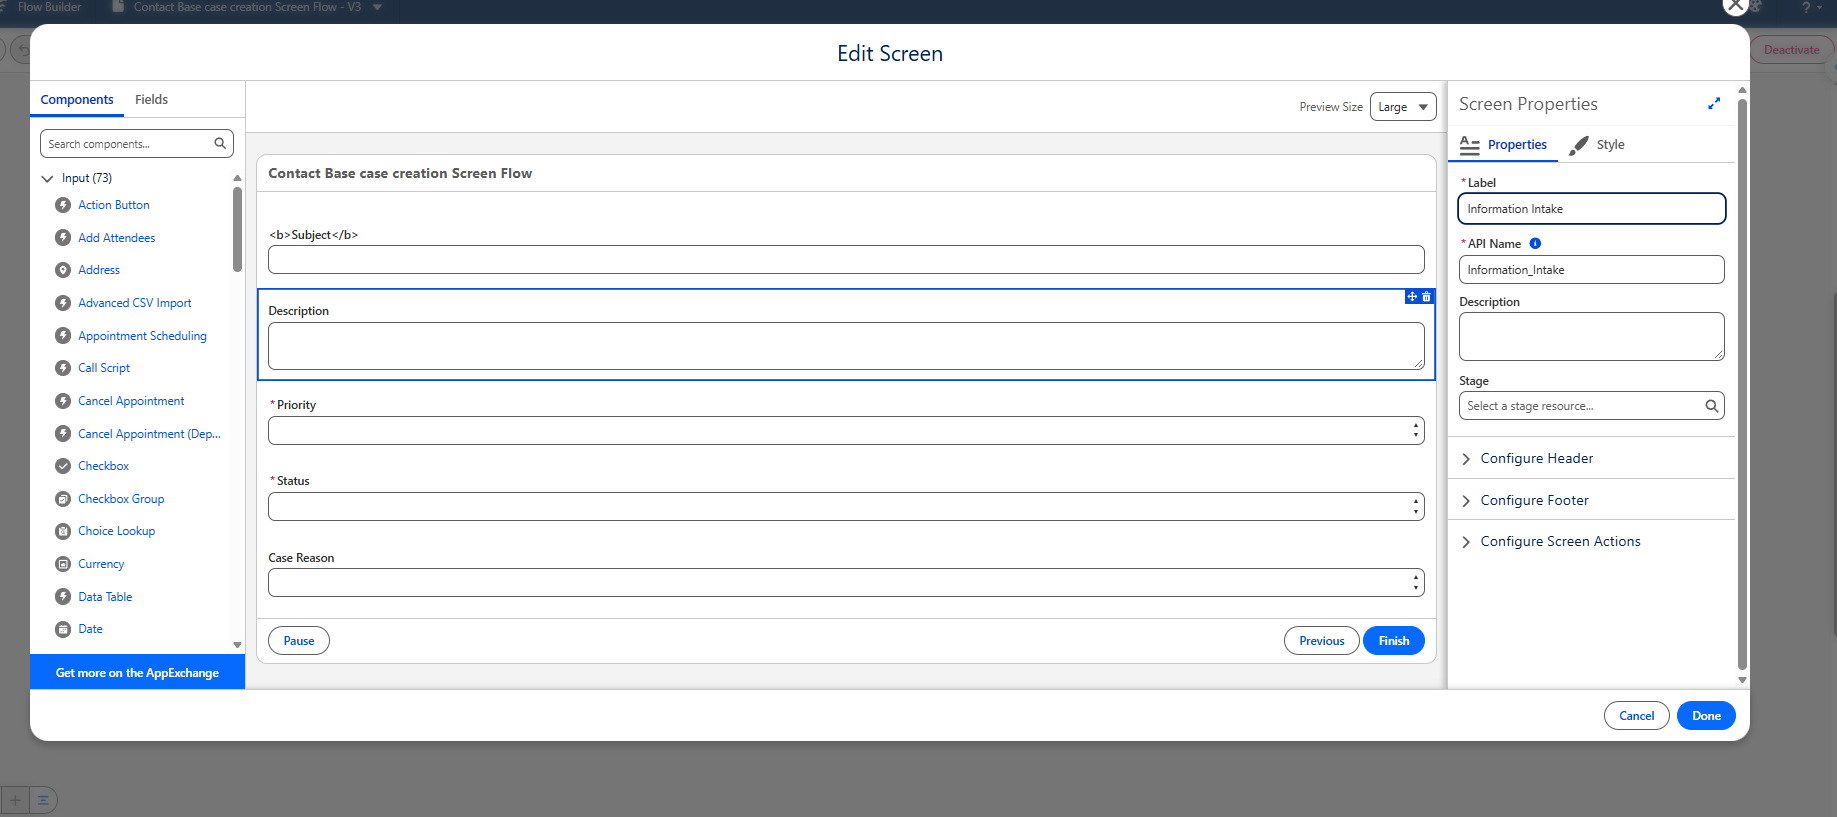 Flow Builder
Contact Base case creation Screen Flow - V3
?
Deactivate
Edit Screen
Components
Fields
Search components...
Input (73)
Action Button
Add Attendees
Address
Advanced CSV Import
Appointment Scheduling
Call Script
Cancel Appointment
Cancel Appointment (Dep...
Checkbox
Checkbox Group
Choice Lookup
Currency
Data Table
Date
Get more on the AppExchange
Preview Size
Large
Contact Base case creation Screen Flow
<b>Subject</b>
Description
*Priority
*Status
Case Reason
Pause
Previous
Finish
Screen Properties
Properties
Style
*Label
Information Intake
*API Name
Information_Intake
Description
Stage
Select a stage resource...
Configure Header
Configure Footer
Configure Screen Actions
Cancel
Done